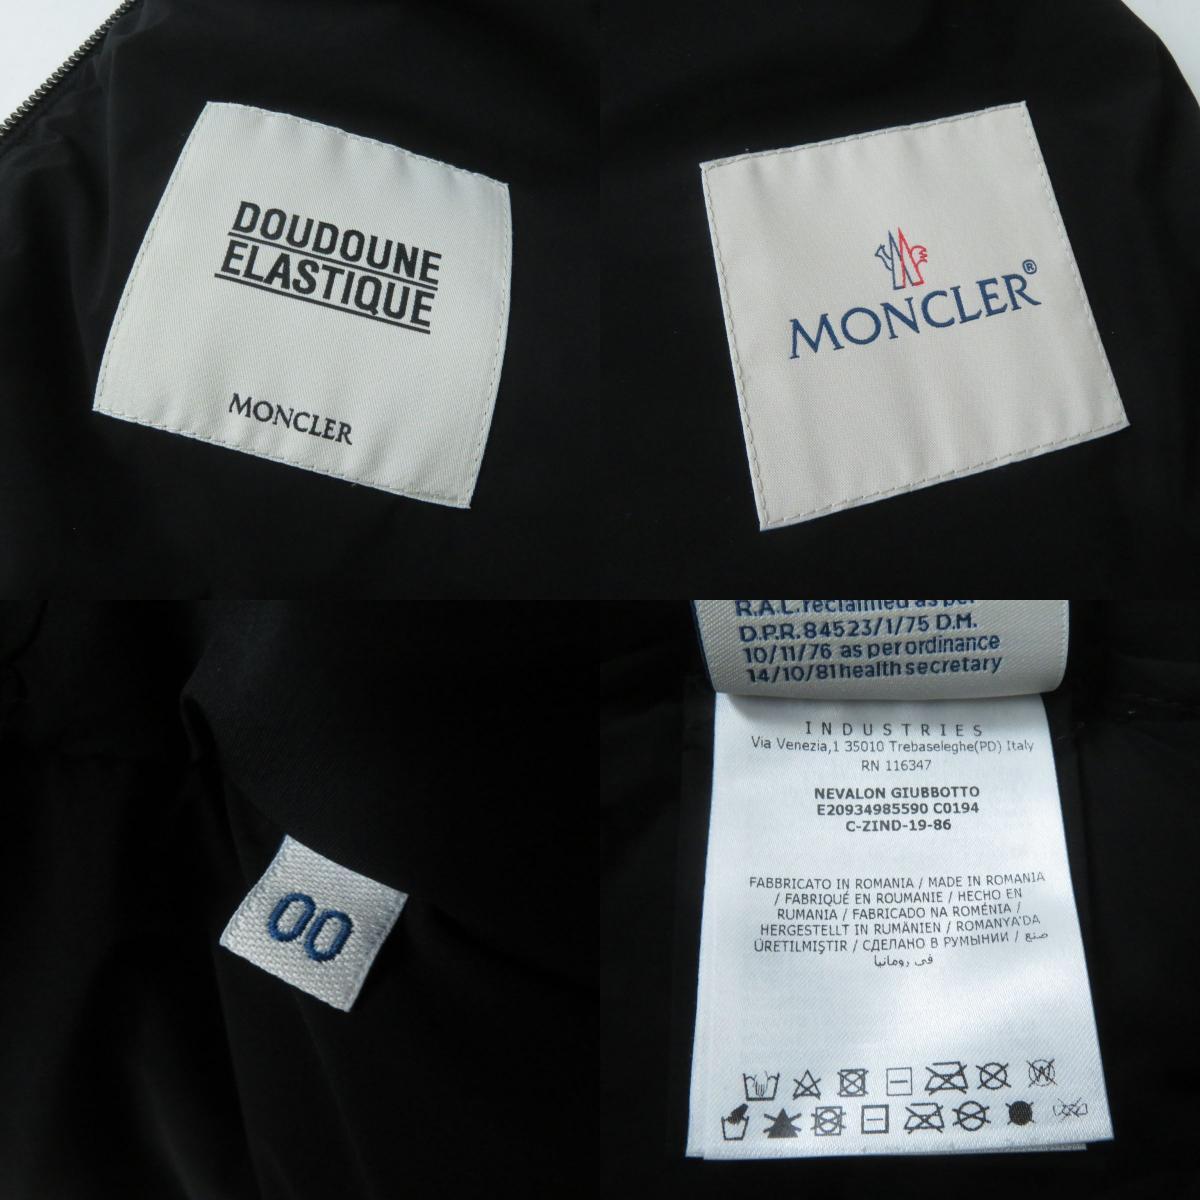 DOUDOUNE
ELASTIQUE
MONCLER
MONCLER®
00
R.A.L. reclaimed as per
D.P.R. 84523/1/75 D.M.
10/11/76 as per ordinance
14/10/81 health secretary
INDUSTRIES
Via Venezia,1 35010 Trebaseleghe(PD) Italy
RN 116347
NEVALON GIUBBOTTO
E20934985590 C0194
C-ZIND-19-86
FABBRICATO IN ROMANIA / MADE IN ROMANIA
/ FABRIQUÉ EN ROUMANIE / HECHO EN
RUMANIA / FABRICADO NA ROMÉNIA /
HERGESTELLT IN RUMÄNIEN / ROMANYA'DA
ÜRETILMIŞTIR / СДЕЛАНО В РУМЫНИИ / صنع
في رومانيا